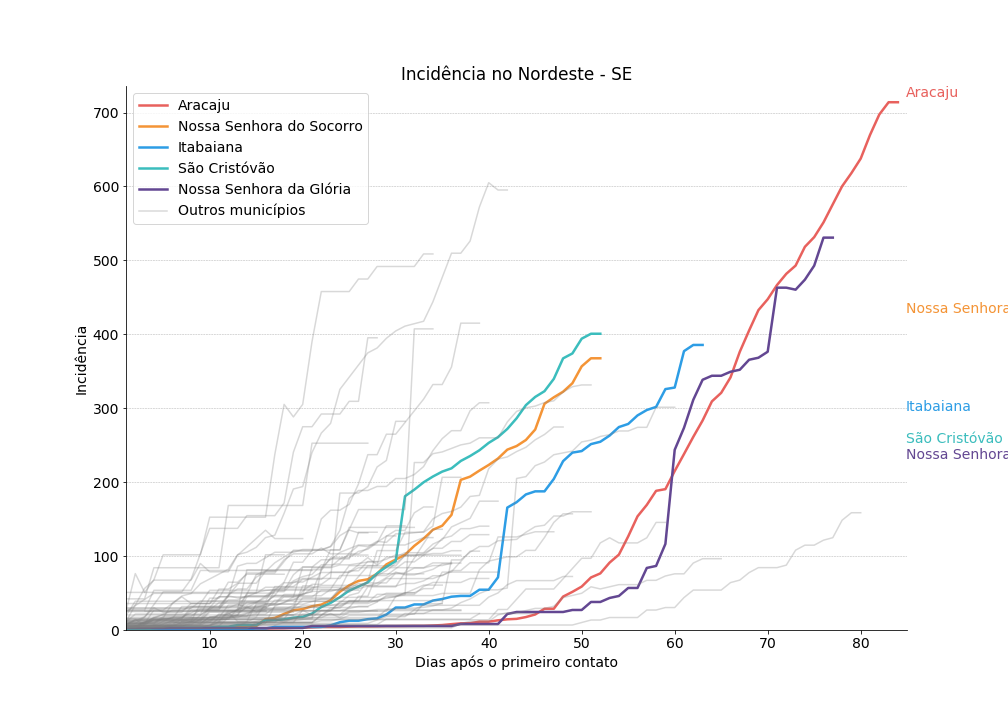 Incidência no Nordeste - SE
Aracaju
Nossa Senhora do Socorro
Itabaiana
São Cristóvão
Nossa Senhora da Glória
Outros municípios
Aracaju
Nossa Senhora
Itabaiana
São Cristóvão
Nossa Senhora
Incidência
700
600
500
400
300
200
100
0
10 20 30 40 50 60 70 80
Dias após o primeiro contato